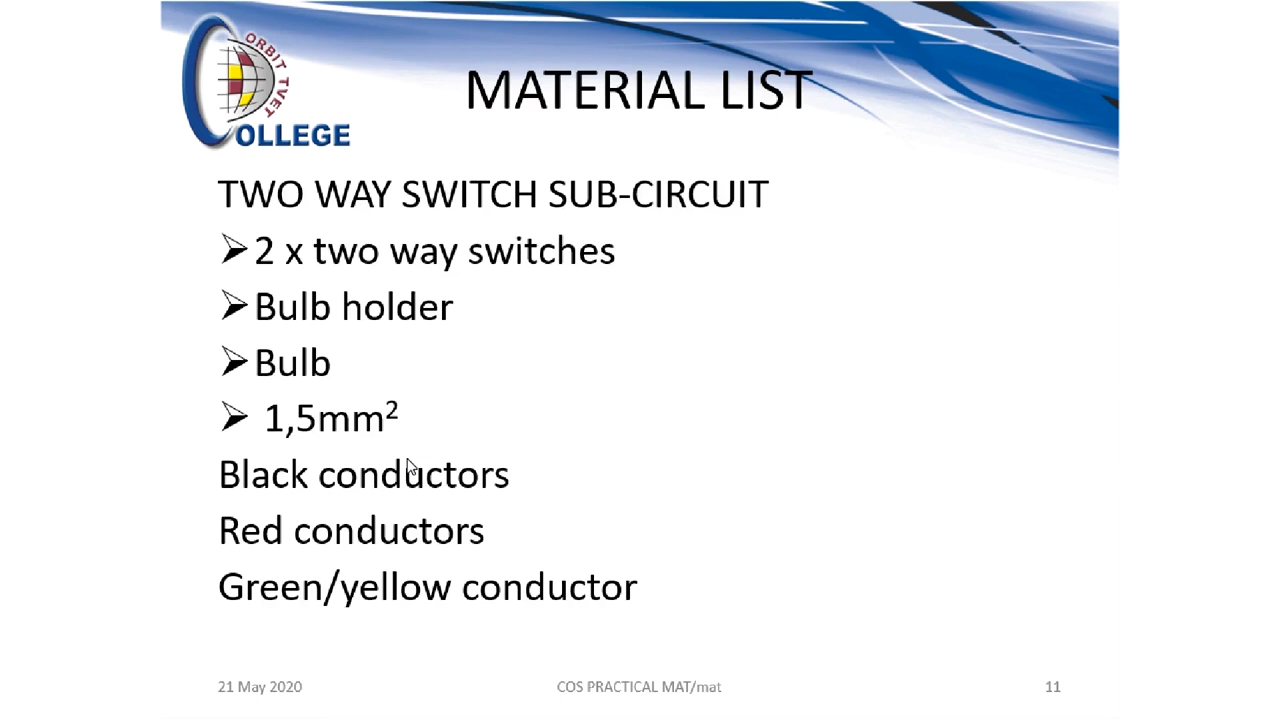 ORBIT TVET
COLLEGE
MATERIAL LIST
TWO WAY SWITCH SUB-CIRCUIT
➢2 x two way switches
➢Bulb holder
➢Bulb
➢ 1,5mm²
Black conductors
Red conductors
Green/yellow conductor
21 May 2020
COS PRACTICAL MAT/mat
11